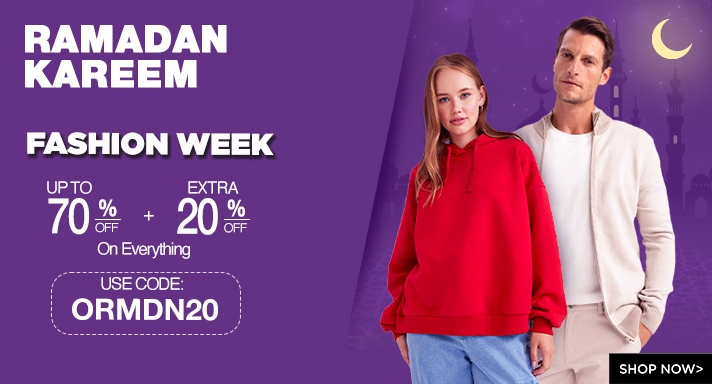 RAMADAN
KAREEM
FASHION WEEK
UP TO 70% OFF + EXTRA 20% OFF
On Everything
USE CODE:
ORMDN20
SHOP NOW>